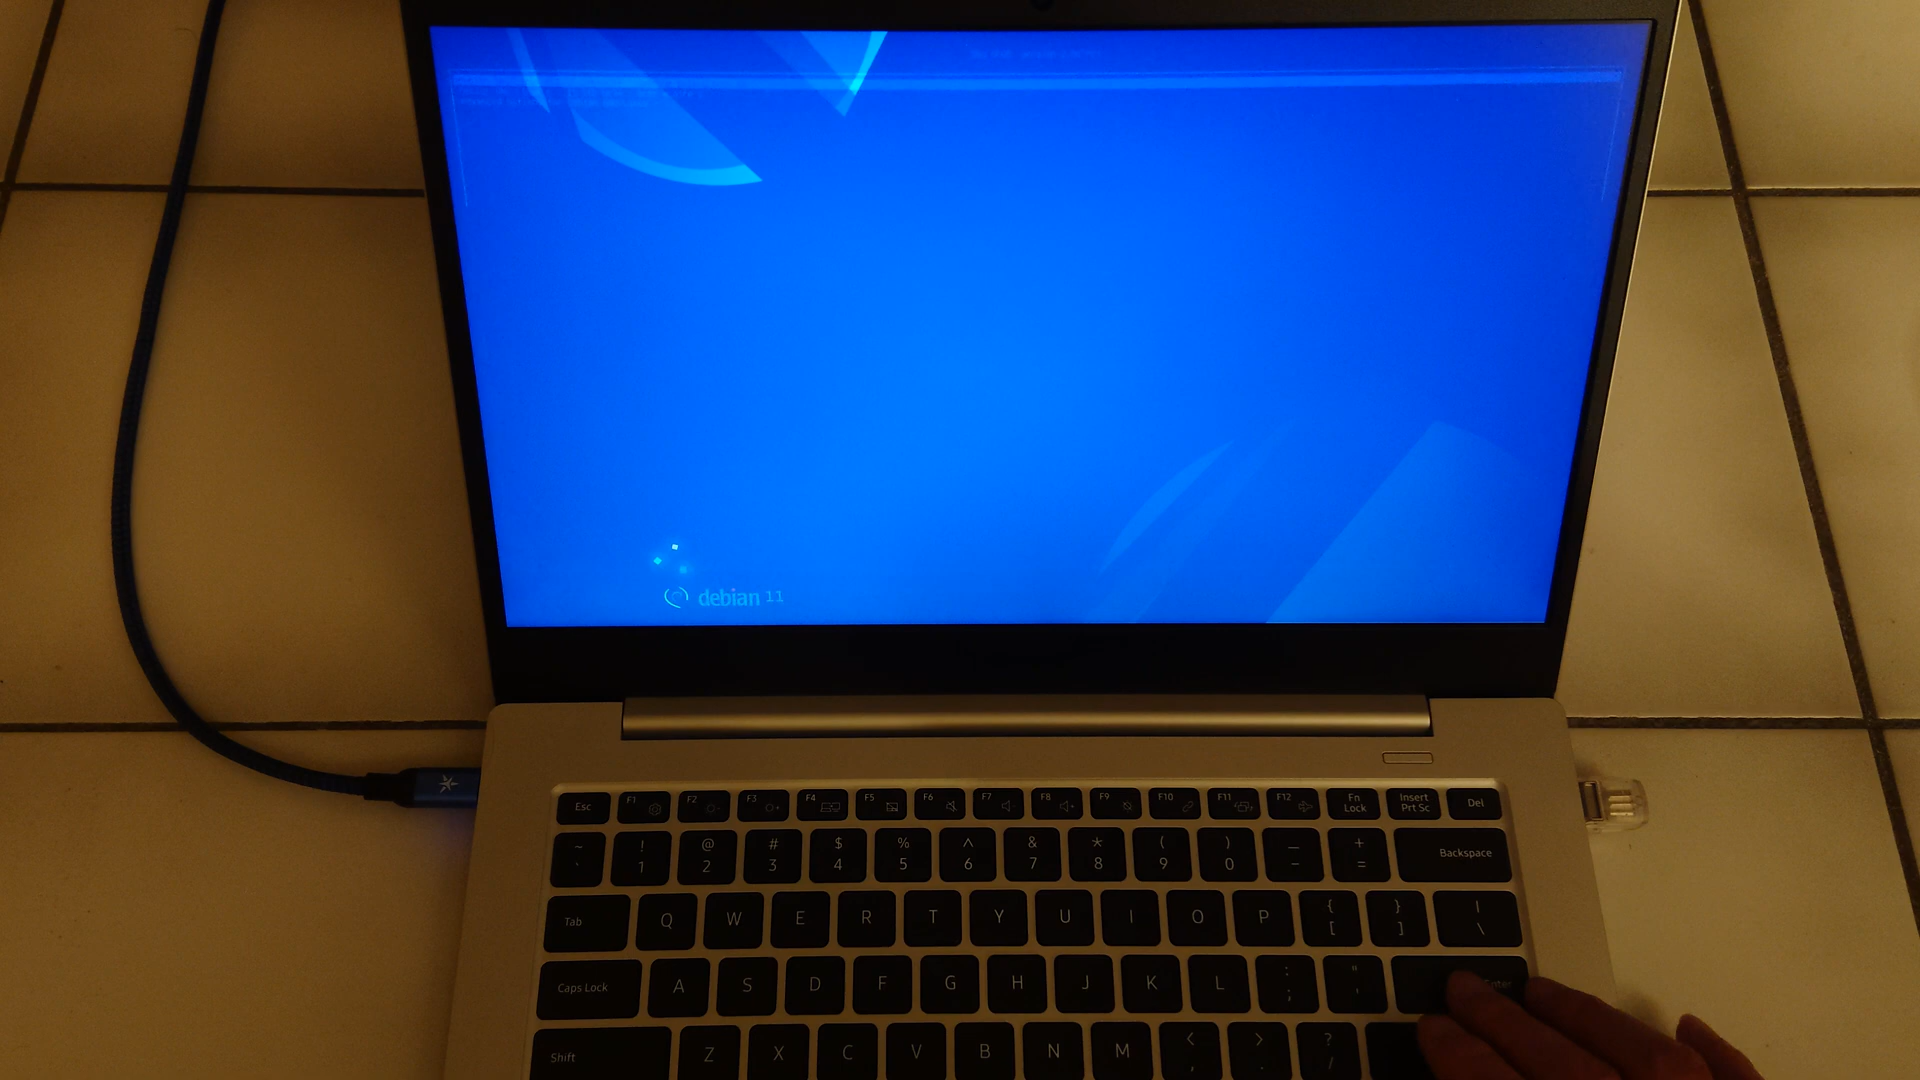 debian 11
Esc F1 F2 F3 F4 F5 F6 F7 F8 F9 F10 F11 F12 Fn Lock Insert Prt Sc Del
~ ! @ # $ % ^ & * ( ) — +
` 1 2 3 4 5 6 7 8 9 0 – = Backspace
Tab Q W E R T Y U I O P { [ } ] | \
Caps Lock A S D F G H J K L : ; " ' Enter
Shift Z X C V B N M < , > . ? /